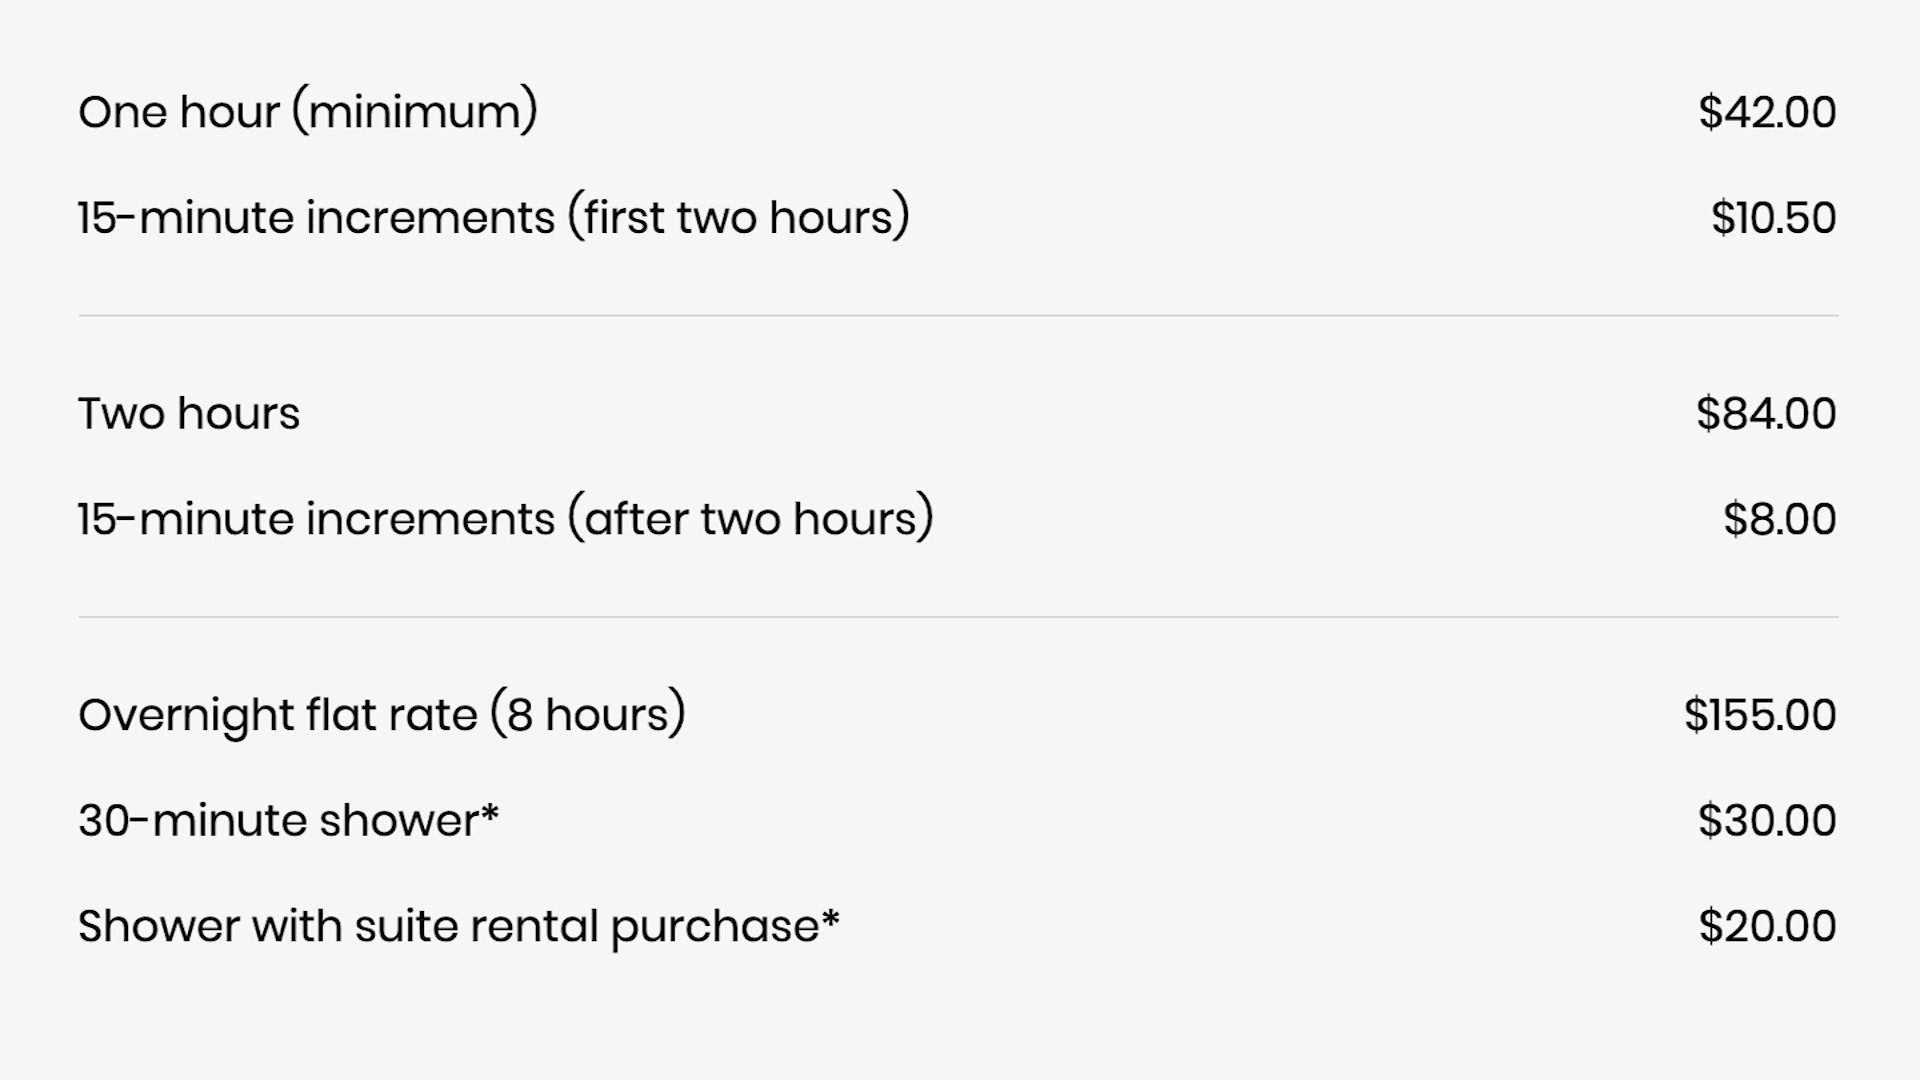 One hour (minimum) $42.00
15-minute increments (first two hours) $10.50
Two hours $84.00
15-minute increments (after two hours) $8.00
Overnight flat rate (8 hours) $155.00
30-minute shower* $30.00
Shower with suite rental purchase* $20.00